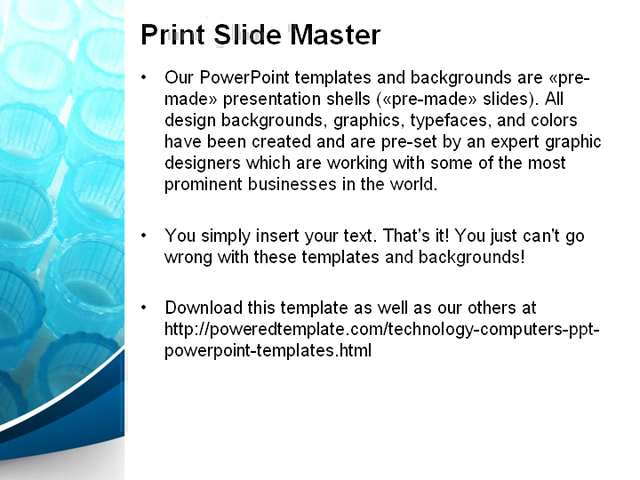 Print Slide Master
• Our PowerPoint templates and backgrounds are «pre-
made» presentation shells («pre-made» slides). All
design backgrounds, graphics, typefaces, and colors
have been created and are pre-set by an expert graphic
designers which are working with some of the most
prominent businesses in the world.
• You simply insert your text. That's it! You just can't go
wrong with these templates and backgrounds!
• Download this template as well as our others at
http://poweredtemplate.com/technology-computers-ppt-
powerpoint-templates.html